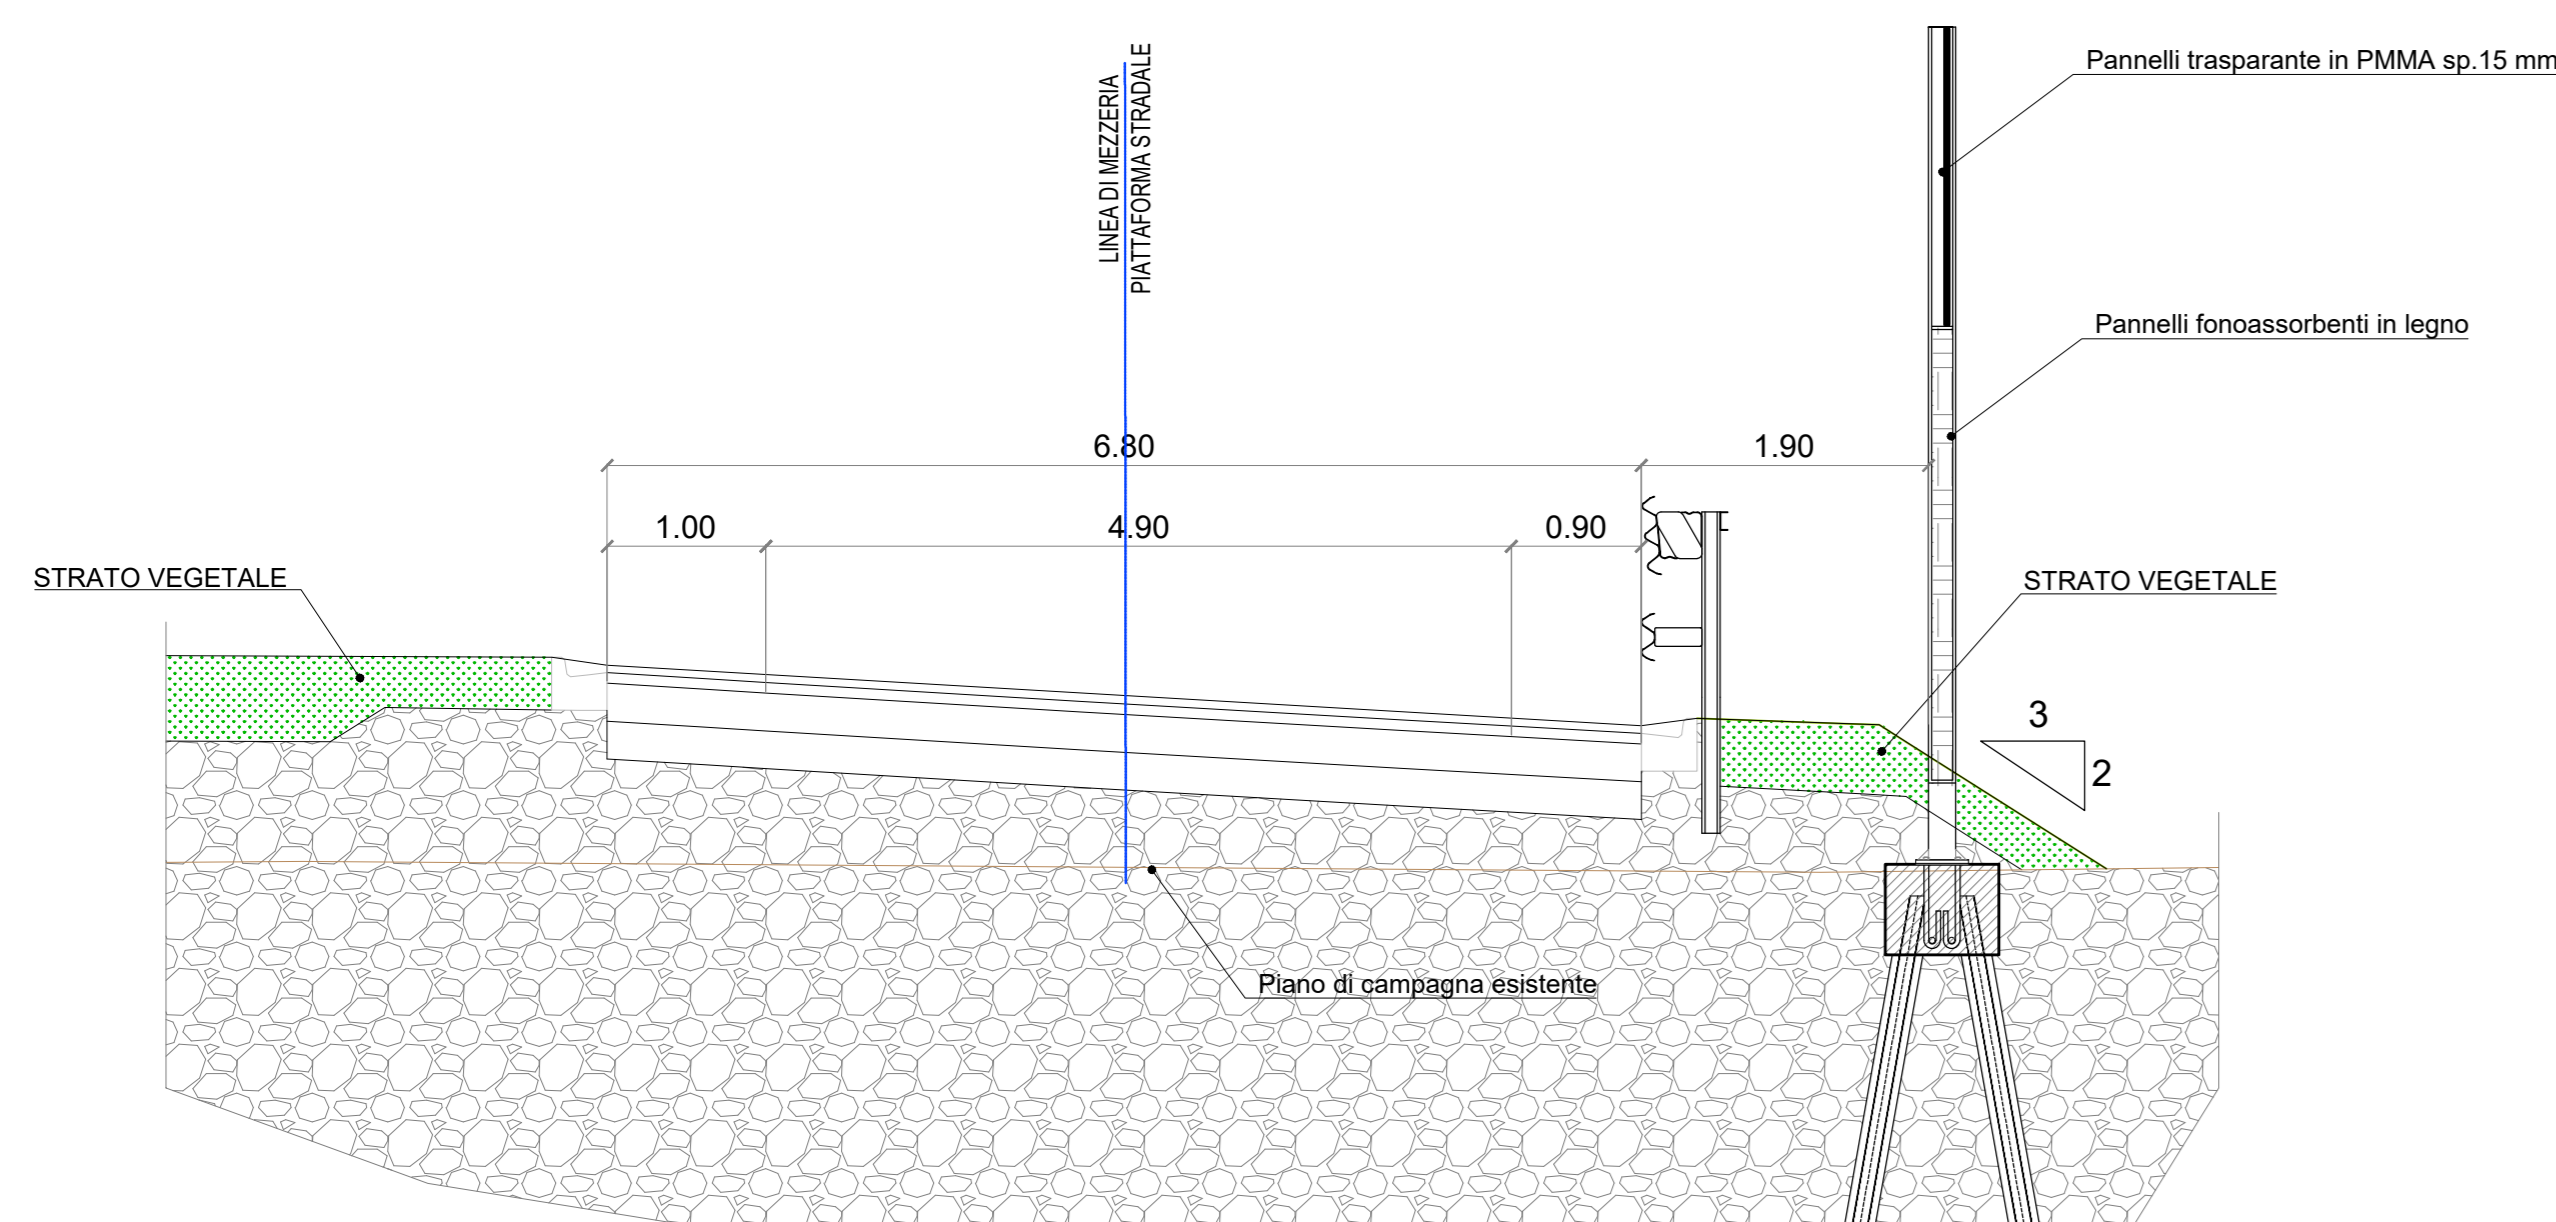 LINEA DI MEZZERIA
PIATTAFORMA STRADALE
Pannelli trasparante in PMMA sp.15 mm
Pannelli fonoassorbenti in legno
6.80
1.90
1.00
4.90
0.90
STRATO VEGETALE
STRATO VEGETALE
3
2
Piano di campagna esistente